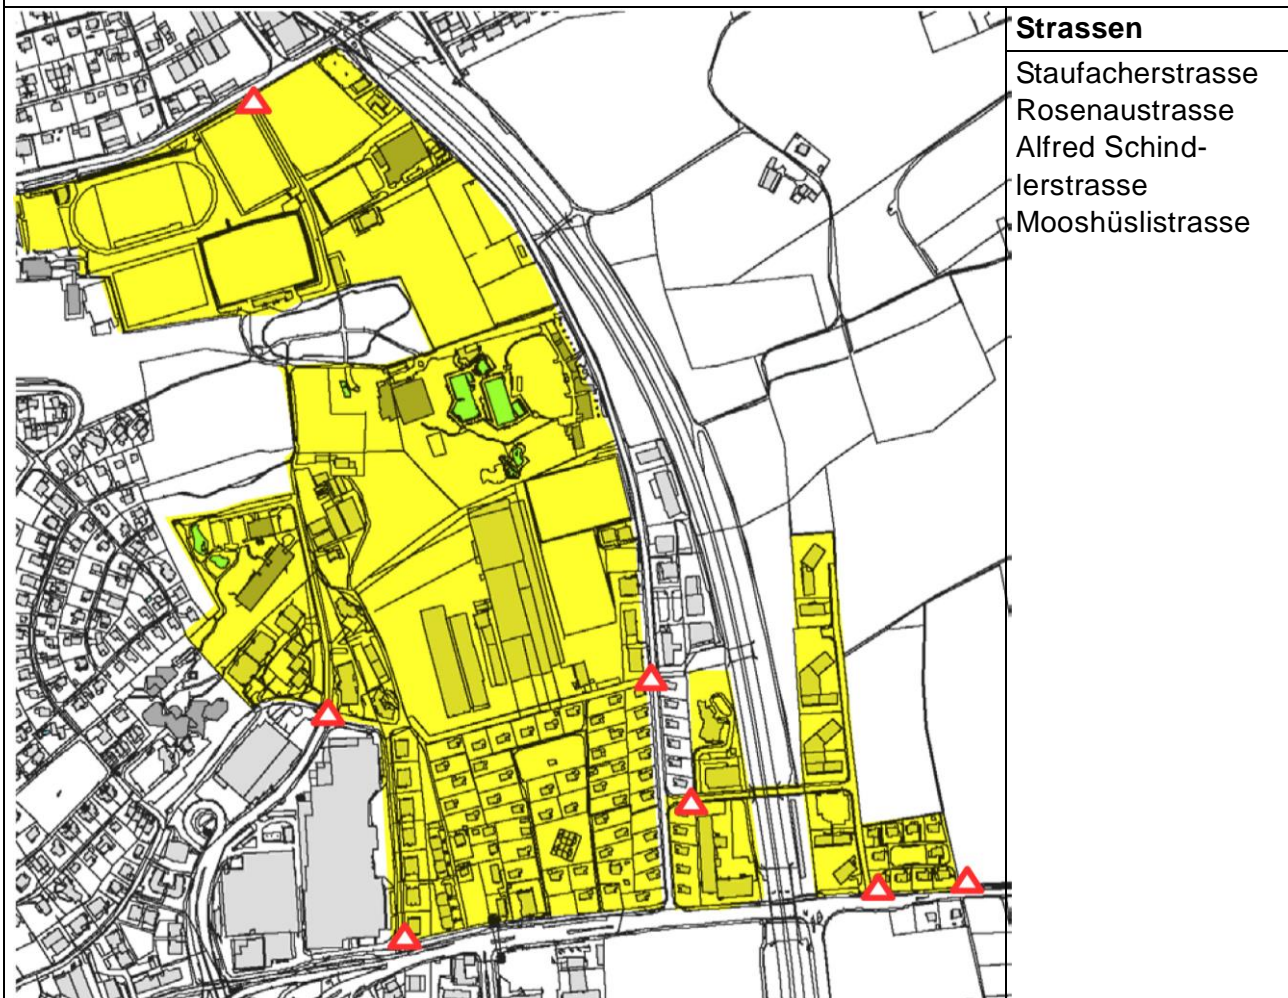 Strassen
Staufacherstrasse
Rosenaustrasse
Alfred Schind-
lerstrasse
Mooshüslistrasse